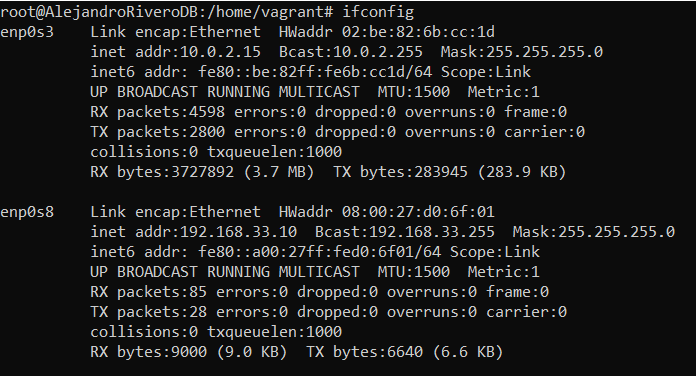 root@AlejandroRiveroDB:/home/vagrant# ifconfig
enp0s3    Link encap:Ethernet  HWaddr 02:be:82:6b:cc:1d
          inet addr:10.0.2.15  Bcast:10.0.2.255  Mask:255.255.255.0
          inet6 addr: fe80::be:82ff:fe6b:cc1d/64 Scope:Link
          UP BROADCAST RUNNING MULTICAST  MTU:1500  Metric:1
          RX packets:4598 errors:0 dropped:0 overruns:0 frame:0
          TX packets:2800 errors:0 dropped:0 overruns:0 carrier:0
          collisions:0 txqueuelen:1000
          RX bytes:3727892 (3.7 MB)  TX bytes:283945 (283.9 KB)

enp0s8    Link encap:Ethernet  HWaddr 08:00:27:d0:6f:01
          inet addr:192.168.33.10  Bcast:192.168.33.255  Mask:255.255.255.0
          inet6 addr: fe80::a00:27ff:fed0:6f01/64 Scope:Link
          UP BROADCAST RUNNING MULTICAST  MTU:1500  Metric:1
          RX packets:85 errors:0 dropped:0 overruns:0 frame:0
          TX packets:28 errors:0 dropped:0 overruns:0 carrier:0
          collisions:0 txqueuelen:1000
          RX bytes:9000 (9.0 KB)  TX bytes:6640 (6.6 KB)